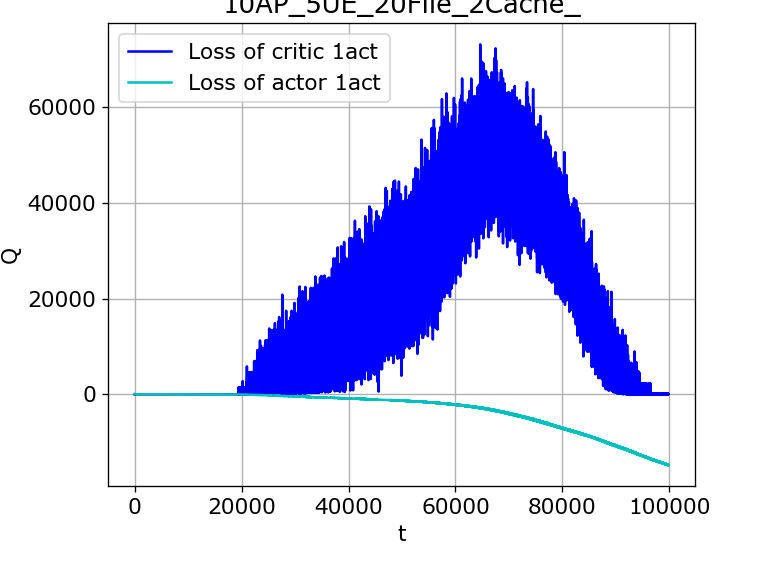 10AP_5UE_20File_2Cache_
Loss of critic 1act
Loss of actor 1act
60000
40000
20000
0
Q
0 20000 40000 60000 80000 100000
t